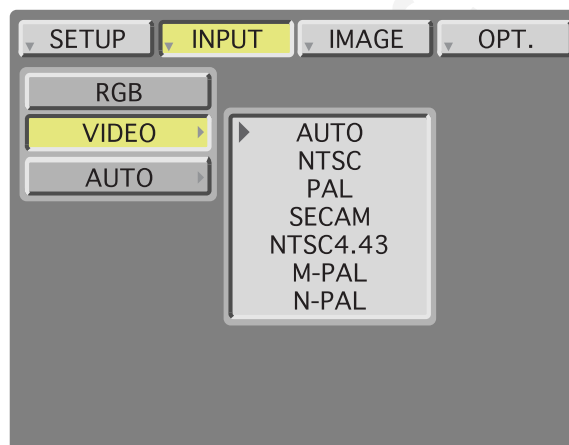 SETUP INPUT IMAGE OPT.
RGB
VIDEO
AUTO
AUTO
NTSC
PAL
SECAM
NTSC4.43
M-PAL
N-PAL